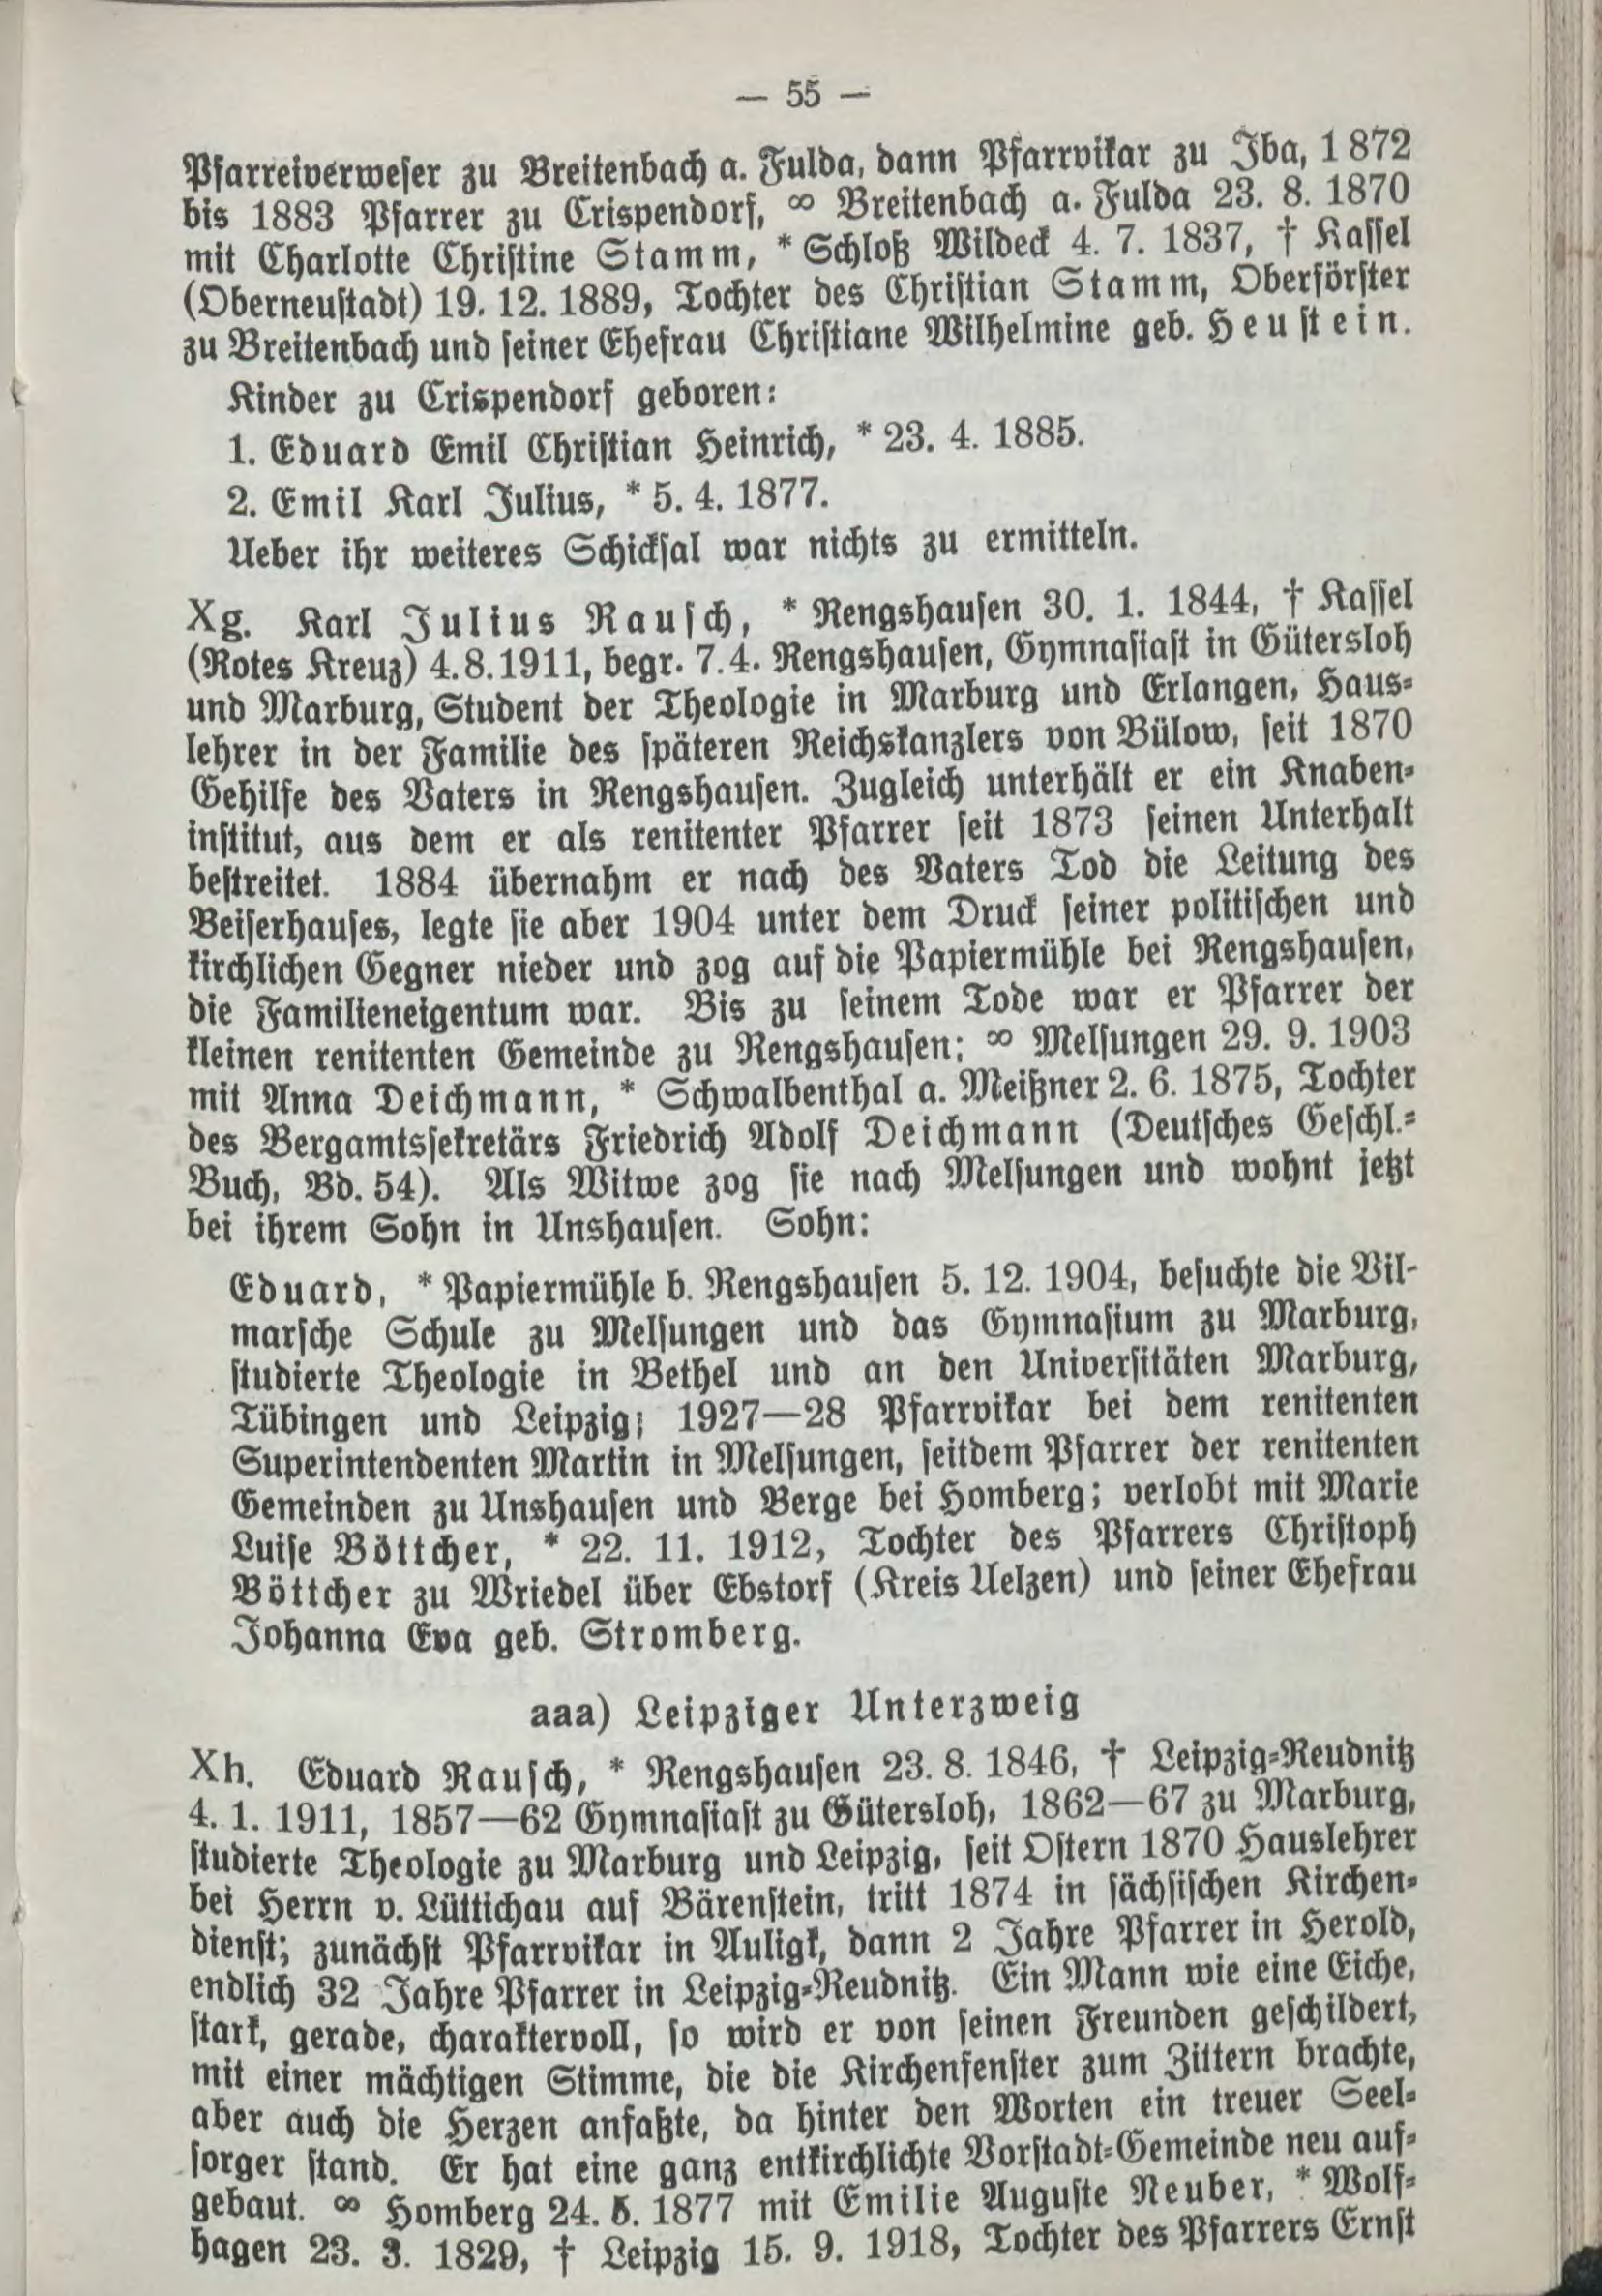 — 55 —
Pfarreiverweser zu Breitenbach a. Fulda, dann Pfarrvikar zu Iba, 1872
bis 1883 Pfarrer zu Crispendorf, ∞ Breitenbach a. Fulda 23. 8. 1870
mit Charlotte Christine Stamm, * Schloß Wildeck 4. 7. 1837, † Kassel
(Oberneustadt) 19. 12. 1889, Tochter des Christian Stamm, Oberförster
zu Breitenbach und seiner Ehefrau Christiane Wilhelmine geb. Heustein.
Kinder zu Crispendorf geboren:
1. Eduard Emil Christian Heinrich, * 23. 4. 1885.
2. Emil Karl Julius, * 5. 4. 1877.
Ueber ihr weiteres Schicksal war nichts zu ermitteln.
Xg. Karl Julius Rausch, * Rengshausen 30. 1. 1844, † Kassel
(Rotes Kreuz) 4.8.1911, begr. 7.4. Rengshausen, Gymnasiast in Gütersloh
und Marburg, Student der Theologie in Marburg und Erlangen, Haus-
lehrer in der Familie des späteren Reichskanzlers von Bülow, seit 1870
Gehilfe des Vaters in Rengshausen. Zugleich unterhält er ein Knaben-
institut, aus dem er als renitenter Pfarrer seit 1873 seinen Unterhalt
bestreitet. 1884 übernahm er nach des Vaters Tod die Leitung des
Beiserhauses, legte sie aber 1904 unter dem Druck seiner politischen und
kirchlichen Gegner nieder und zog auf die Papiermühle bei Rengshausen,
die Familieneigentum war. Bis zu seinem Tode war er Pfarrer der
kleinen renitenten Gemeinde zu Rengshausen; ∞ Melsungen 29. 9. 1903
mit Anna Deichmann, * Schwalbenthal a. Meißner 2. 6. 1875, Tochter
des Bergamtssekretärs Friedrich Adolf Deichmann (Deutsches Geschl.-
Buch, Bd. 54). Als Witwe zog sie nach Melsungen und wohnt jetzt
bei ihrem Sohn in Unshausen. Sohn:
Eduard, * Papiermühle b. Rengshausen 5. 12. 1904, besuchte die Vil-
marsche Schule zu Melsungen und das Gymnasium zu Marburg,
studierte Theologie in Bethel und an den Universitäten Marburg,
Tübingen und Leipzig; 1927—28 Pfarrvikar bei dem renitenten
Superintendenten Martin in Melsungen, seitdem Pfarrer der renitenten
Gemeinden zu Unshausen und Berge bei Homberg; verlobt mit Marie
Luise Böttcher, * 22. 11. 1912, Tochter des Pfarrers Christoph
Böttcher zu Wriedel über Ebstorf (Kreis Uelzen) und seiner Ehefrau
Johanna Eva geb. Stromberg.
aaa) Leipziger Unterzweig
Xh. Eduard Rausch, * Rengshausen 23. 8. 1846, † Leipzig-Reudnitz
4. 1. 1911, 1857—62 Gymnasiast zu Gütersloh, 1862—67 zu Marburg,
studierte Theologie zu Marburg und Leipzig, seit Ostern 1870 Hauslehrer
bei Herrn v. Lüttichau auf Bärenstein, tritt 1874 in sächsischen Kirchen-
dienst; zunächst Pfarrvikar in Auligk, dann 2 Jahre Pfarrer in Herold,
endlich 32 Jahre Pfarrer in Leipzig-Reudnitz. Ein Mann wie eine Eiche,
stark, gerade, charaktervoll, so wird er von seinen Freunden geschildert,
mit einer mächtigen Stimme, die die Kirchenfenster zum Zittern brachte,
aber auch die Herzen anfaßte, da hinter den Worten ein treuer Seel-
sorger stand. Er hat eine ganz entkirchlichte Vorstadt-Gemeinde neu auf-
gebaut. ∞ Homberg 24. 5. 1877 mit Emilie Auguste Neuber, * Wolf-
hagen 23. 3. 1829, † Leipzig 15. 9. 1918, Tochter des Pfarrers Ernst